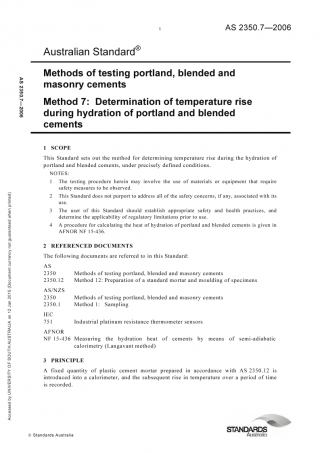 1
AS 2350.7—2006
Australian Standard®
Methods of testing portland, blended and
masonry cements
Method 7: Determination of temperature rise
during hydration of portland and blended
cements
1 SCOPE
This Standard sets out the method for determining temperature rise during the hydration of
portland and blended cements, under precisely defined conditions.
NOTES:
1 The testing procedure herein may involve the use of materials or equipment that require
safety measures to be observed.
2 This Standard does not purport to address all of the safety concerns, if any, associated with its
use.
3 The user of this Standard should establish appropriate safety and health practices, and
determine the applicability of regulatory limitations prior to use.
4 A procedure for calculating the heat of hydration of portland and blended cements is given in
AFNOR NF 15-436.
2 REFERENCED DOCUMENTS
The following documents are referred to in this Standard:
AS
2350 Methods of testing portland, blended and masonry cements
2350.12 Method 12: Preparation of a standard mortar and moulding of specimens
AS/NZS
2350 Methods of testing portland, blended and masonry cements
2350.1 Method 1: Sampling
IEC
751 Industrial platinum resistance thermometer sensors
AFNOR
NF 15-436 Measuring the hydration heat of cements by means of semi-adiabatic
calorimetry (Langavant method)
3 PRINCIPLE
A fixed quantity of plastic cement mortar prepared in accordance with AS 2350.12 is
introduced into a calorimeter, and the subsequent rise in temperature over a period of time
is recorded.
© Standards Australia
STANDARDS
Australia
AS 2350.7—2006
Accessed by UNIVERSITY OF SOUTH AUSTRALIA on 12 Jan 2015 (Document currency not guaranteed when printed)